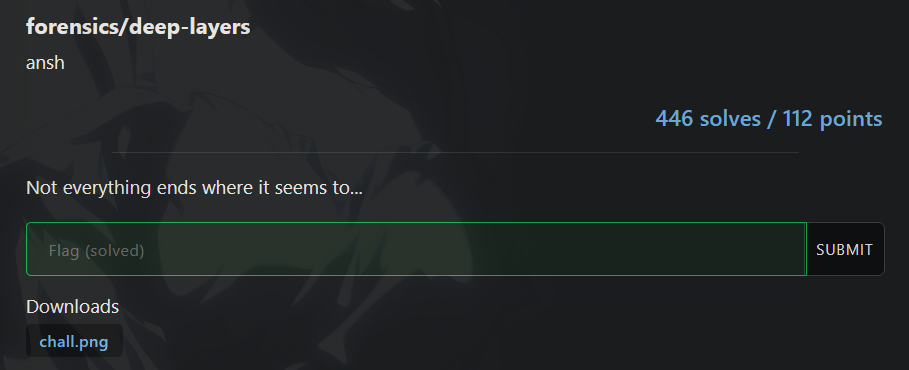 forensics/deep-layers
ansh
446 solves / 112 points
Not everything ends where it seems to...
Flag (solved)
SUBMIT
Downloads
chall.png